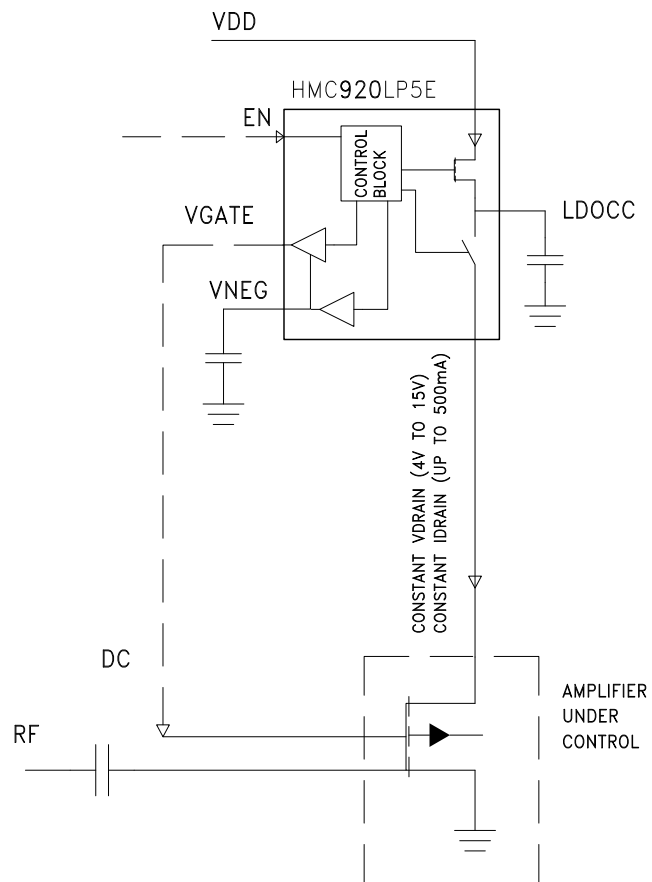 VDD
HMC920LP5E
EN
CONTROL
BLOCK
VGATE
LDOCC
VNEG
CONSTANT VDRAIN (4V TO 15V)
CONSTANT IDRAIN (UP TO 500mA)
DC
AMPLIFIER
UNDER
CONTROL
RF